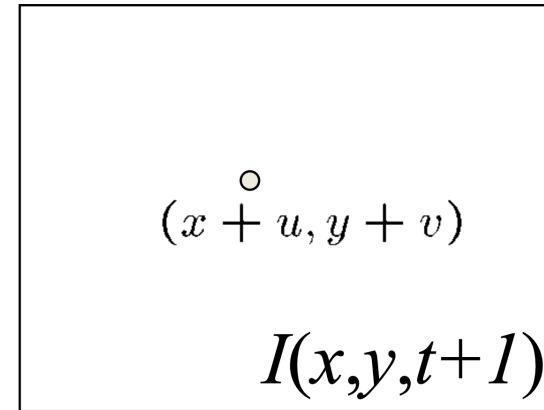 (x + u, y + v)
I(x,y,t+1)